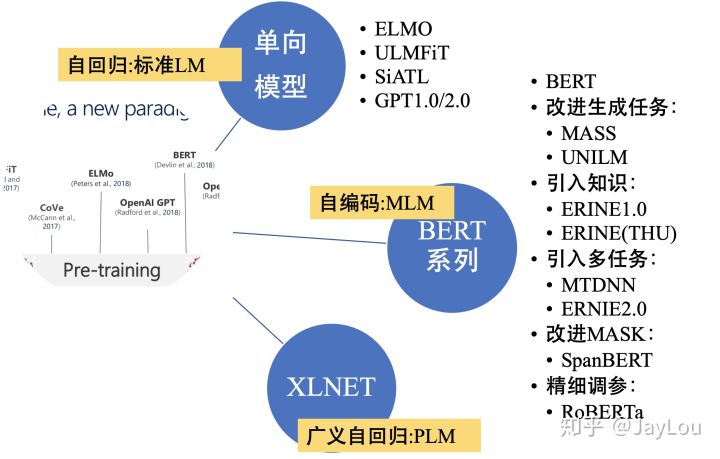 单向
模型
自回归:标准LM
ELMO
ULMFiT
SiATL
GPT1.0/2.0
a new paradig
FiT
2017)
CoVe
(McCann et al.,
2017)
ELMo
(Peters et al., 2018)
OpenAI GPT
(Radford et al., 2018)
BERT
(Devlin et al., 2018)
Ope
(Radf
Pre-training
自编码:MLM
BERT
系列
XLNET
广义自回归:PLM
BERT
改进生成任务:
MASS
UNILM
引入知识:
ERINE1.0
ERINE(THU)
引入多任务:
MTDNN
ERNIE2.0
改进MASK:
SpanBERT
精细调参:
RoBERTa
知乎 @JayLou